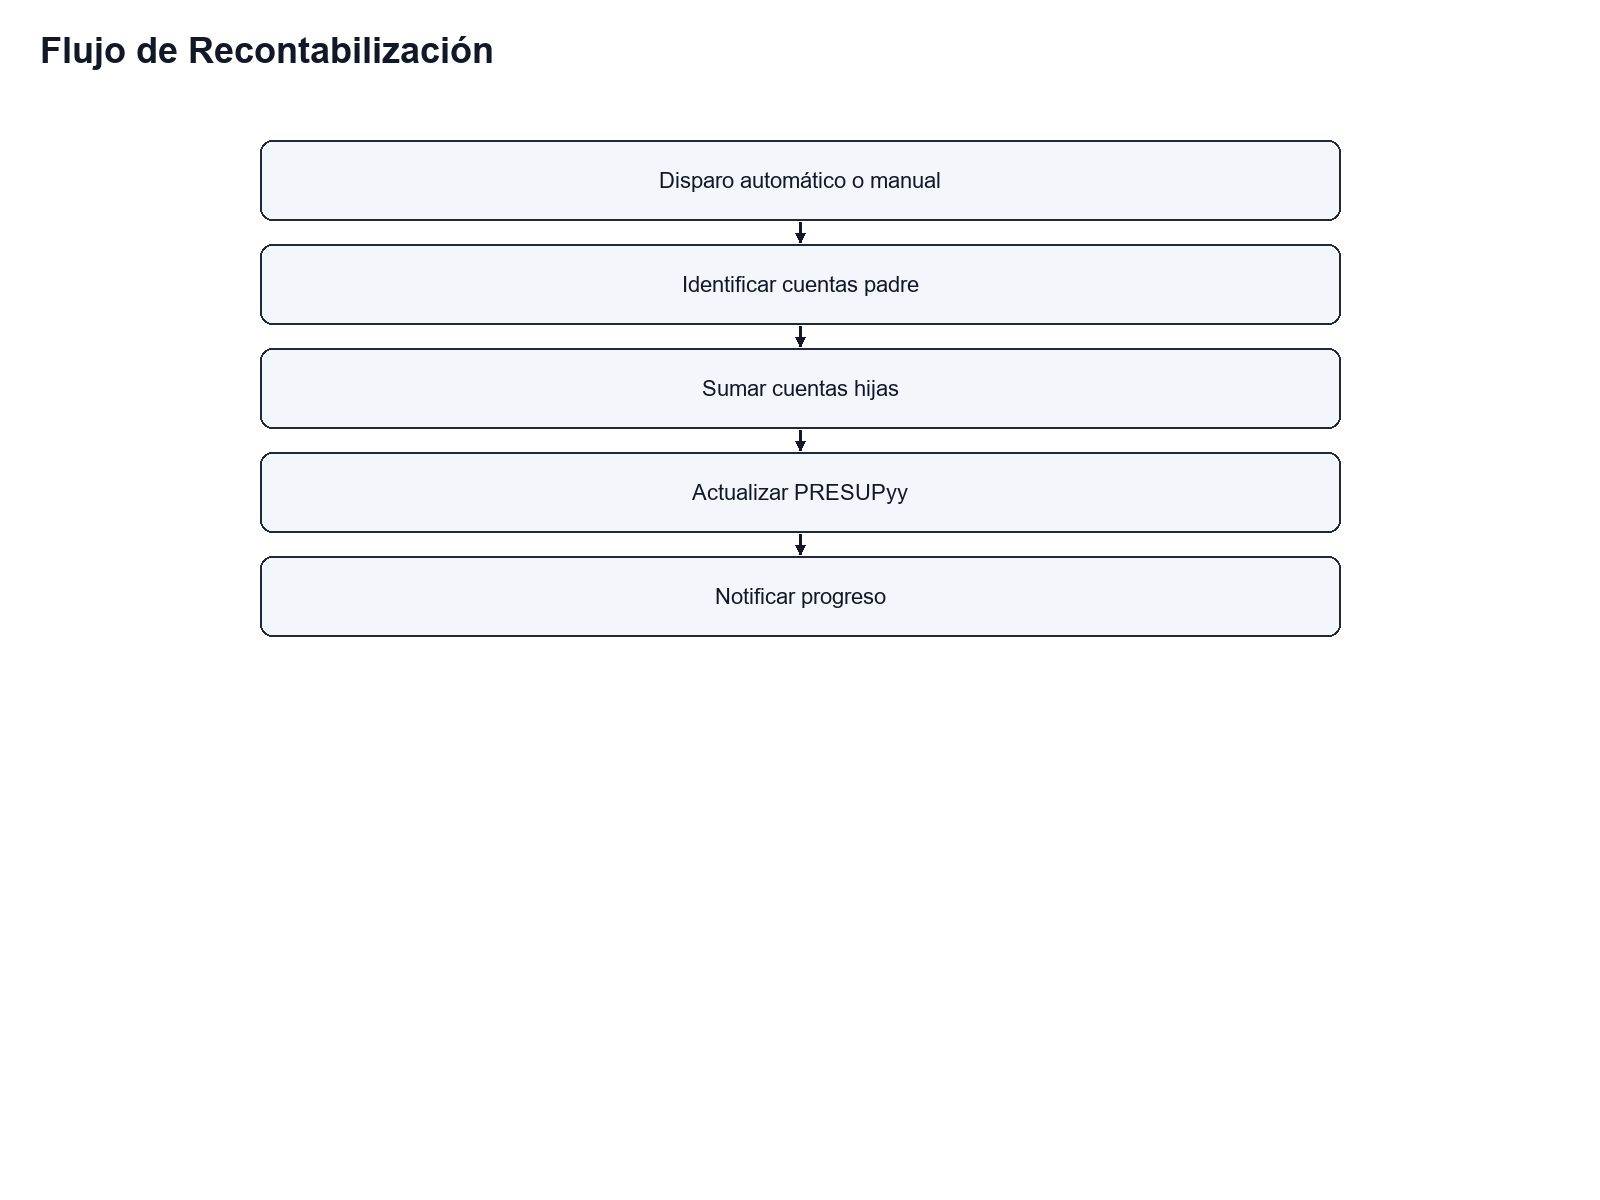 Flujo de Recontabilización
Disparo automático o manual
Identificar cuentas padre
Sumar cuentas hijas
Actualizar PRESUPyy
Notificar progreso